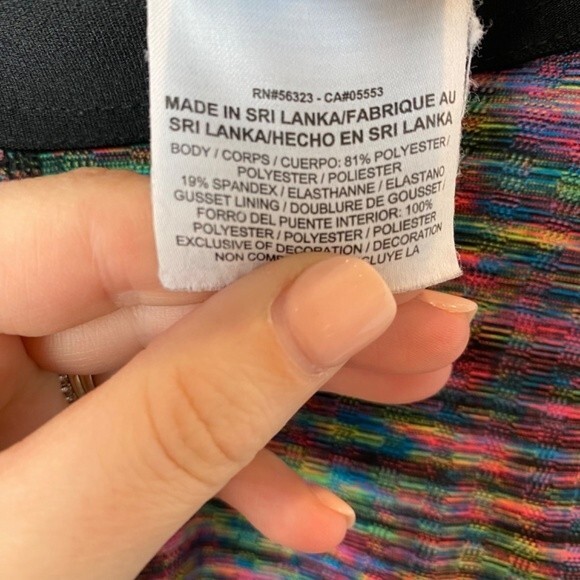 RN#56323 - CA#05553
MADE IN SRI LANKA/FABRIQUE AU
SRI LANKA/HECHO EN SRI LANKA
BODY / CORPS / CUERPO: 81% POLYESTER /
POLYESTER / POLIESTER
19% SPANDEX / ELASTHANNE / ELASTANO
GUSSET LINING / DOUBLURE DE GOUSSET /
FORRO DEL PUENTE INTERIOR: 100%
POLYESTER / POLYESTER / POLIESTER
EXCLUSIVE OF DECORATION / DECORATION
NON LA